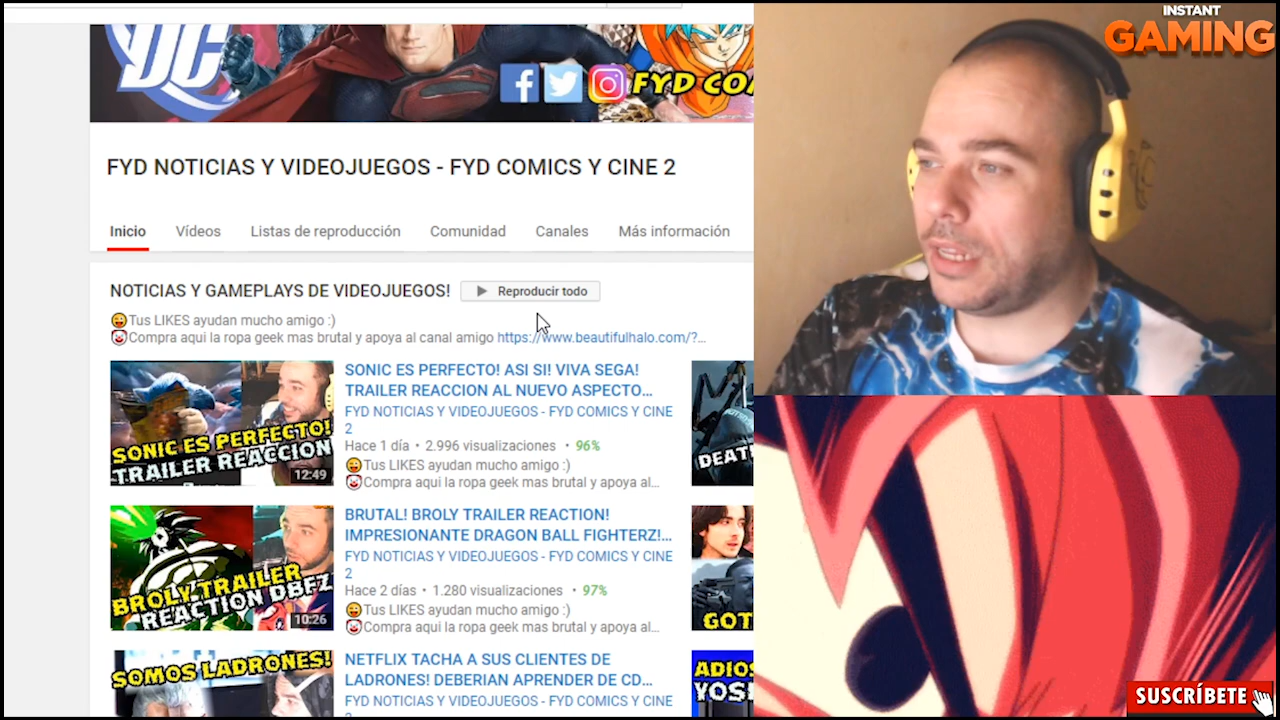 DC
FYD CO
INSTANT
GAMING
FYD NOTICIAS Y VIDEOJUEGOS - FYD COMICS Y CINE 2
Inicio
Vídeos
Listas de reproducción
Comunidad
Canales
Más información
NOTICIAS Y GAMEPLAYS DE VIDEOJUEGOS!
Reproducir todo
Tus LIKES ayudan mucho amigo :)
Compra aqui la ropa geek mas brutal y apoya al canal amigo https://www.beautifulhalo.com/?...
SONIC ES PERFECTO!
TRAILER REACCION
12:49
SONIC ES PERFECTO! ASI SI! VIVA SEGA!
TRAILER REACCION AL NUEVO ASPECTO...
FYD NOTICIAS Y VIDEOJUEGOS - FYD COMICS Y CINE
2
Hace 1 día • 2.996 visualizaciones • 96%
Tus LIKES ayudan mucho amigo :)
Compra aqui la ropa geek mas brutal y apoya al...
DEAT
BROLY TRAILER
REACTION DBFZ
10:26
BRUTAL! BROLY TRAILER REACTION!
IMPRESIONANTE DRAGON BALL FIGHTERZ!...
FYD NOTICIAS Y VIDEOJUEGOS - FYD COMICS Y CINE
2
Hace 2 días • 1.280 visualizaciones • 97%
Tus LIKES ayudan mucho amigo :)
Compra aqui la ropa geek mas brutal y apoya al...
GOT
SOMOS LADRONES!
NETFLIX TACHA A SUS CLIENTES DE
LADRONES! DEBERIAN APRENDER DE CD...
FYD NOTICIAS Y VIDEOJUEGOS - FYD COMICS Y CINE
ADIOS
YOS
SUSCRÍBETE